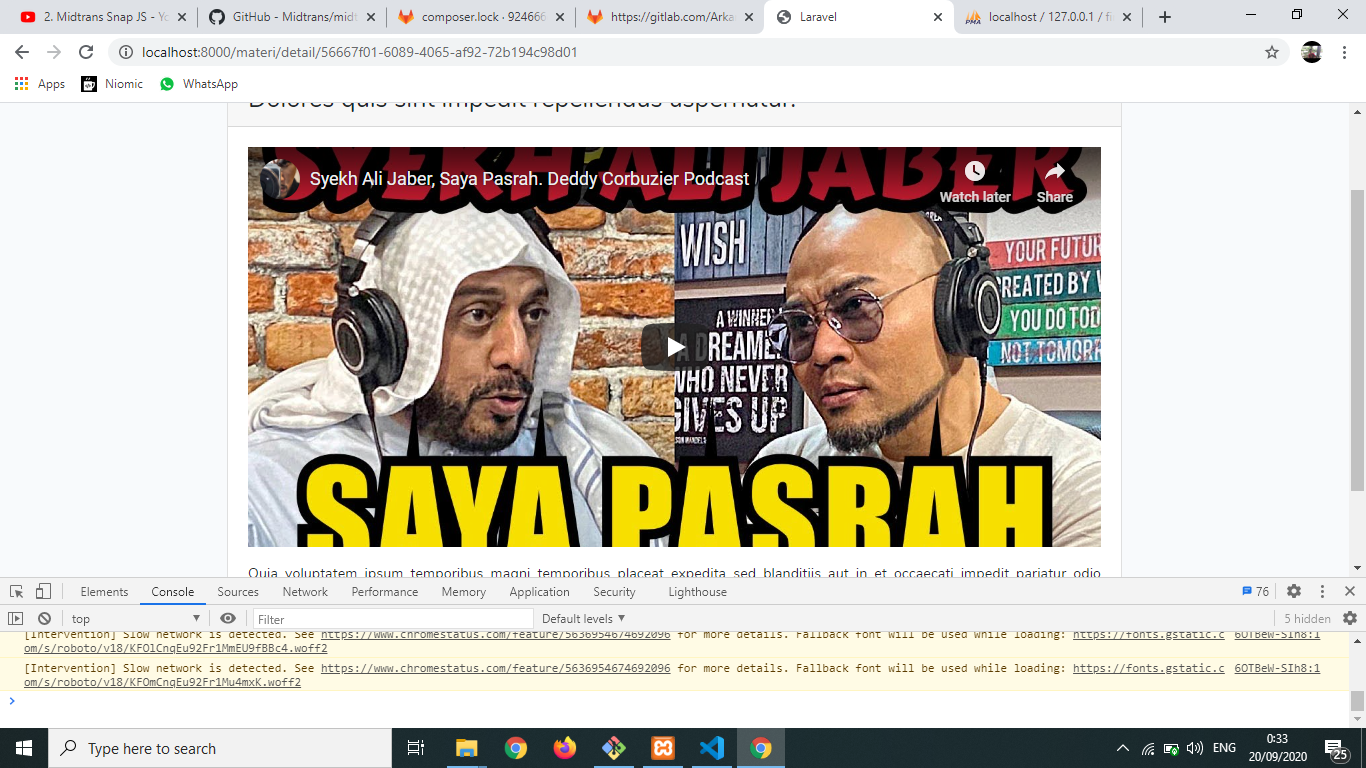 2. Midtrans Snap JS - Yo
GitHub - Midtrans/midt
composer.lock · 924666
https://gitlab.com/Arka
Laravel
localhost / 127.0.0.1 / fi
localhost:8000/materi/detail/56667f01-6089-4065-af92-72b194c98d01
Apps
Niomic
WhatsApp
Dolores quis sint impedit repellendus aspernatur.
SYEKH ALI JABER
Syekh Ali Jaber, Saya Pasrah. Deddy Corbuzier Podcast
Watch later
Share
WISH
A WINNER
A DREAMER
WHO NEVER
GIVES UP
YOUR FUTUR
CREATED BY
YOU DO TOD
NOT TOMOR
SAYA PASRAH
Quia voluptatem ipsum temporibus magni temporibus placeat expedita sed blanditiis aut in et occaecati impedit pariatur odio
Elements
Console
Sources
Network
Performance
Memory
Application
Security
Lighthouse
76
top
Filter
Default levels
5 hidden
[Intervention] Slow network is detected. See https://www.chromestatus.com/feature/5636954674692096 for more details. Fallback font will be used while loading: https://fonts.gstatic.c 6OTBeW-SIh8:1
om/s/roboto/v18/KFOlCnqEu92Fr1MmEU9fBBc4.woff2
[Intervention] Slow network is detected. See https://www.chromestatus.com/feature/5636954674692096 for more details. Fallback font will be used while loading: https://fonts.gstatic.c 6OTBeW-SIh8:1
om/s/roboto/v18/KFOmCnqEu92Fr1Mu4mxK.woff2
Type here to search
ENG
0:33
20/09/2020
25